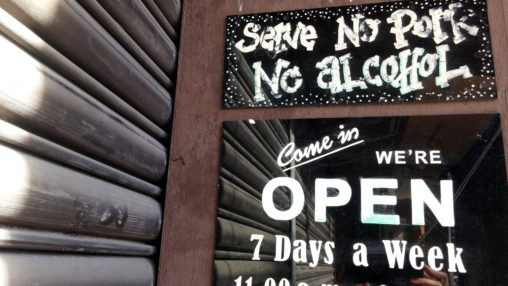 Serve No Pork
No alcohol
Come in
WE'RE
OPEN
7 Days a Week